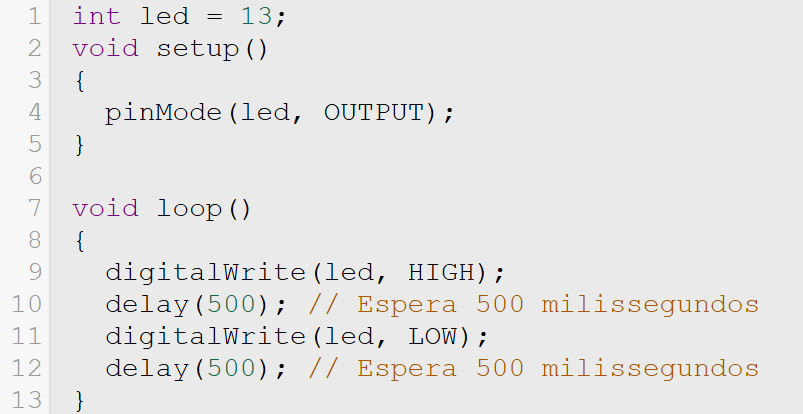 1 int led = 13;
2 void setup()
3 {
4   pinMode(led, OUTPUT);
5 }
6
7 void loop()
8 {
9   digitalWrite(led, HIGH);
10   delay(500); // Espera 500 milissegundos
11   digitalWrite(led, LOW);
12   delay(500); // Espera 500 milissegundos
13 }